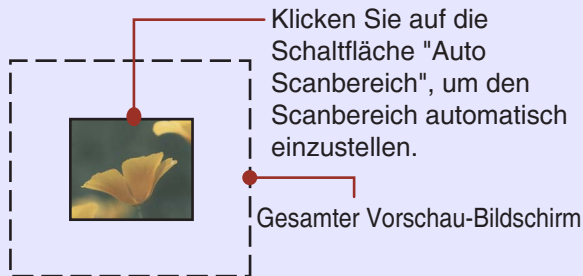 Klicken Sie auf die
Schaltfläche "Auto
Scanbereich", um den
Scanbereich automatisch
einzustellen.
Gesamter Vorschau-Bildschirm